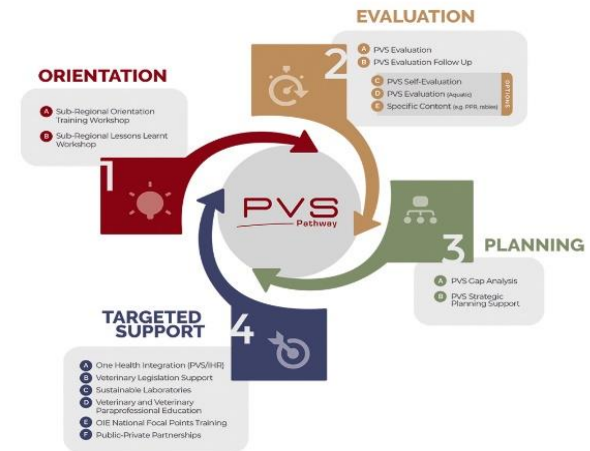 ORIENTATION
A Sub-Regional Orientation
Training Workshop
B Sub-Regional Lessons Learnt
Workshop
1
EVALUATION
2
A PVS Evaluation
B PVS Evaluation Follow Up
C PVS Self-Evaluation
D PVS Evaluation (Aquatic)
E Specific Content (e.g. PPR, rabies)
OPTIONS
PVS
Pathway
3
PLANNING
A PVS Gap Analysis
B PVS Strategic
Planning Support
TARGETED
SUPPORT
4
A One Health Integration (PVS/IHR)
B Veterinary Legislation Support
C Sustainable Laboratories
D Veterinary and Veterinary
Paraprofessional Education
E OIE National Focal Points Training
F Public-Private Partnerships